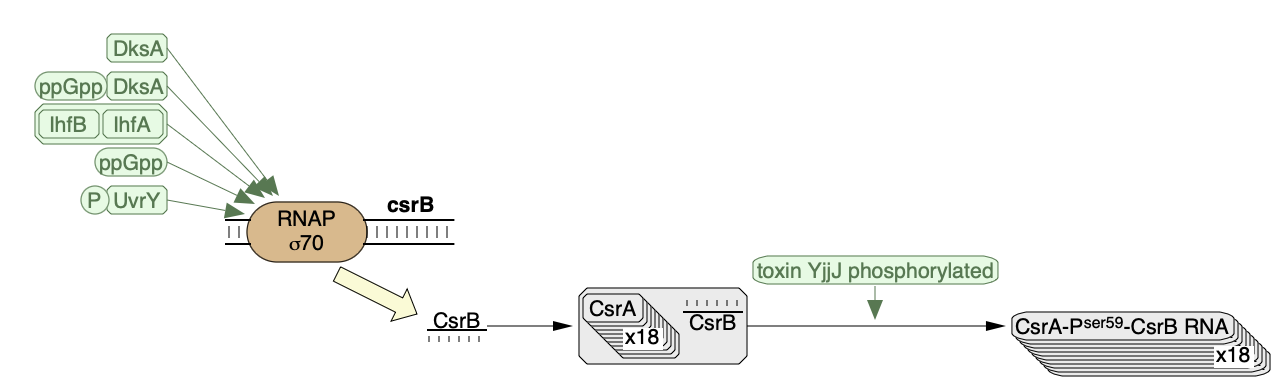 DksA
ppGpp DksA
IhfB IhfA
ppGpp
P UvrY
RNAP
σ70
csrB
CsrB
CsrA
x18
CsrB
toxin YjjJ phosphorylated
CsrA-Pser59-CsrB RNA
x18